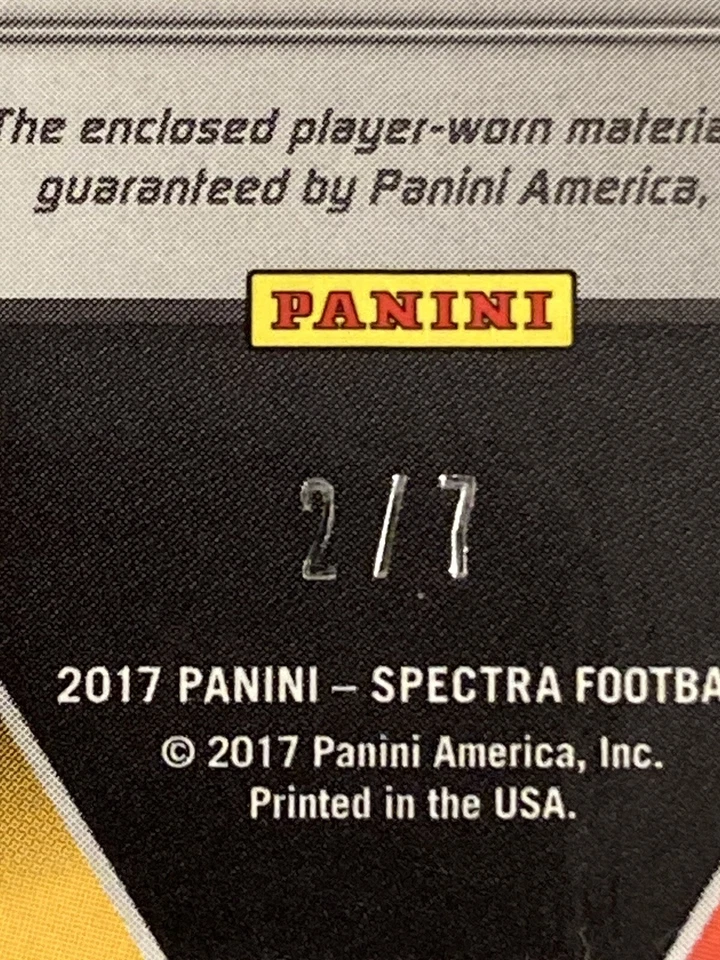 The enclosed player-worn materia
guaranteed by Panini America,
PANINI
2/7
2017 PANINI – SPECTRA FOOTBA
© 2017 Panini America, Inc.
Printed in the USA.